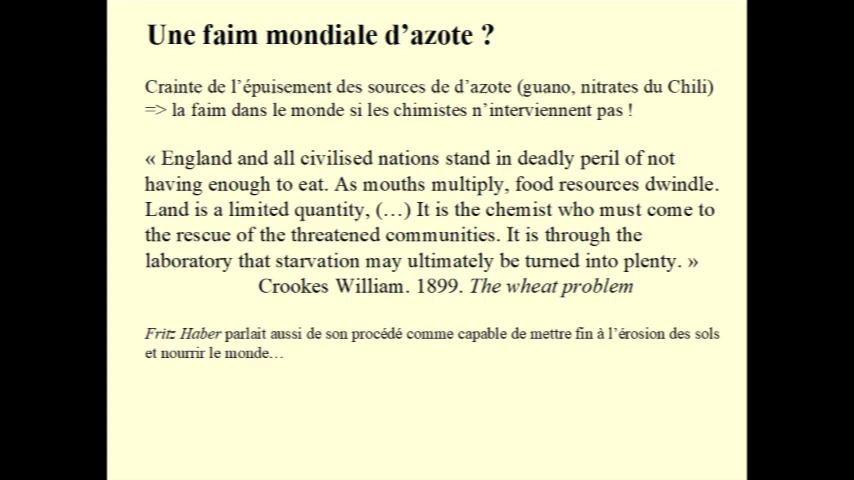 Une faim mondiale d’azote ?
Crainte de l’épuisement des sources de d’azote (guano, nitrates du Chili)
=> la faim dans le monde si les chimistes n’interviennent pas !
« England and all civilised nations stand in deadly peril of not
having enough to eat. As mouths multiply, food resources dwindle.
Land is a limited quantity, (…) It is the chemist who must come to
the rescue of the threatened communities. It is through the
laboratory that starvation may ultimately be turned into plenty. »
Crookes William. 1899. The wheat problem
Fritz Haber parlait aussi de son procédé comme capable de mettre fin à l’érosion des sols
et nourrir le monde…